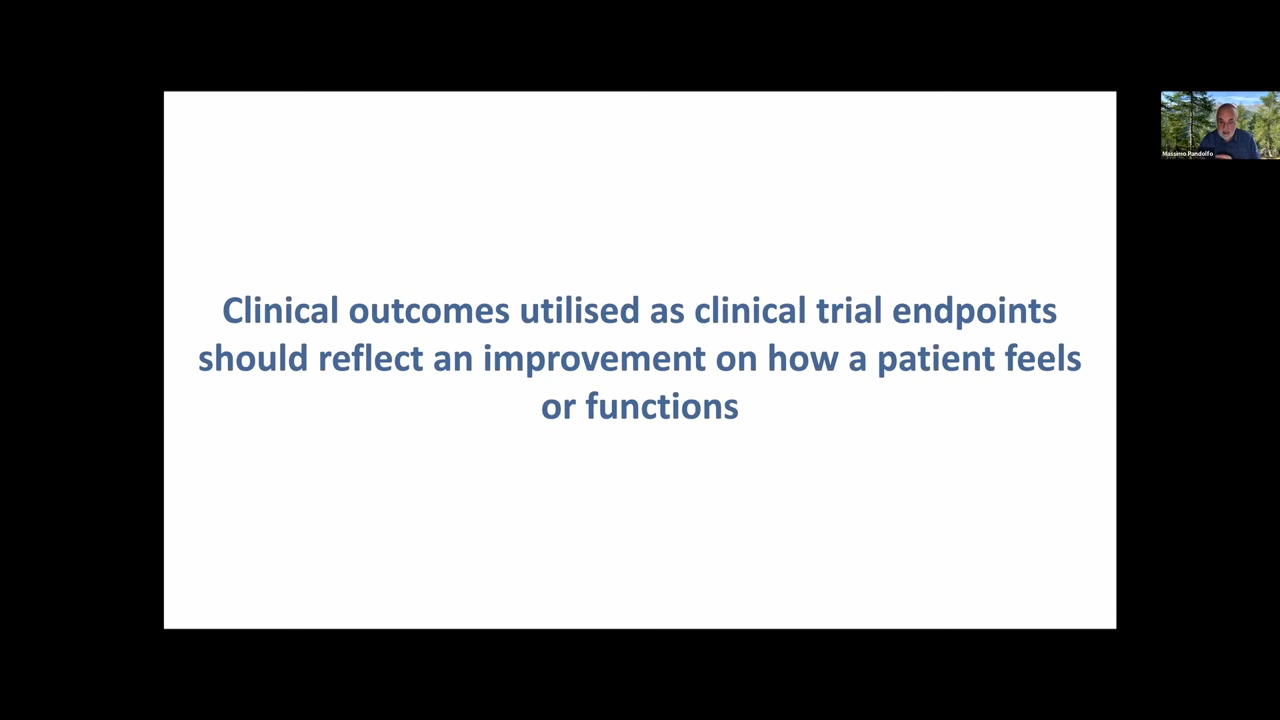 Clinical outcomes utilised as clinical trial endpoints
should reflect an improvement on how a patient feels
or functions
Massimo Pandolfo